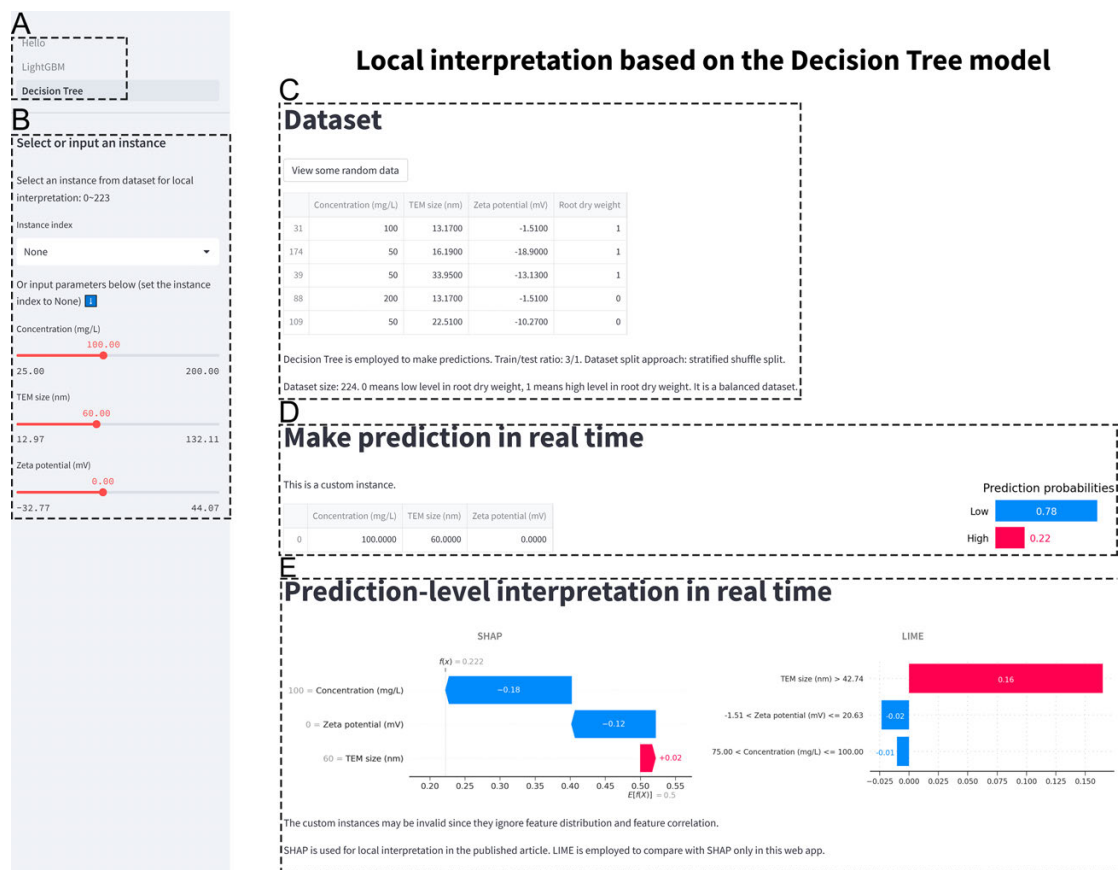 A
Hello
LightGBM
Decision Tree
B
Select or input an instance
Select an instance from dataset for local
interpretation: 0~223
Instance index
None
Or input parameters below (set the instance
index to None) ⬇
Concentration (mg/L)
100.00
25.00 200.00
TEM size (nm)
60.00
12.97 132.11
Zeta potential (mV)
0.00
-32.77 44.07
Local interpretation based on the Decision Tree model
C
Dataset
View some random data
Concentration (mg/L) TEM size (nm) Zeta potential (mV) Root dry weight
31 100 13.1700 -1.5100 1
174 50 16.1900 -18.9000 1
39 50 33.9500 -13.1300 1
88 200 13.1700 -1.5100 0
109 50 22.5100 -10.2700 0
Decision Tree is employed to make predictions. Train/test ratio: 3/1. Dataset split approach: stratified shuffle split.
Dataset size: 224. 0 means low level in root dry weight, 1 means high level in root dry weight. It is a balanced dataset.
D
Make prediction in real time
This is a custom instance.
Concentration (mg/L) TEM size (nm) Zeta potential (mV)
0 100.0000 60.0000 0.0000
Prediction probabilities
Low 0.78
High 0.22
E
Prediction-level interpretation in real time
SHAP
f(x) = 0.222
100 = Concentration (mg/L) −0.18
0 = Zeta potential (mV) −0.12
60 = TEM size (nm) +0.02
0.20 0.25 0.30 0.35 0.40 0.45 0.50 0.55
E[f(X)] = 0.5
LIME
TEM size (nm) > 42.74 0.16
-1.51 < Zeta potential (mV) <= 20.63 -0.02
75.00 < Concentration (mg/L) <= 100.00 -0.01
−0.025 0.000 0.025 0.050 0.075 0.100 0.125 0.150
The custom instances may be invalid since they ignore feature distribution and feature correlation.
SHAP is used for local interpretation in the published article. LIME is employed to compare with SHAP only in this web app.